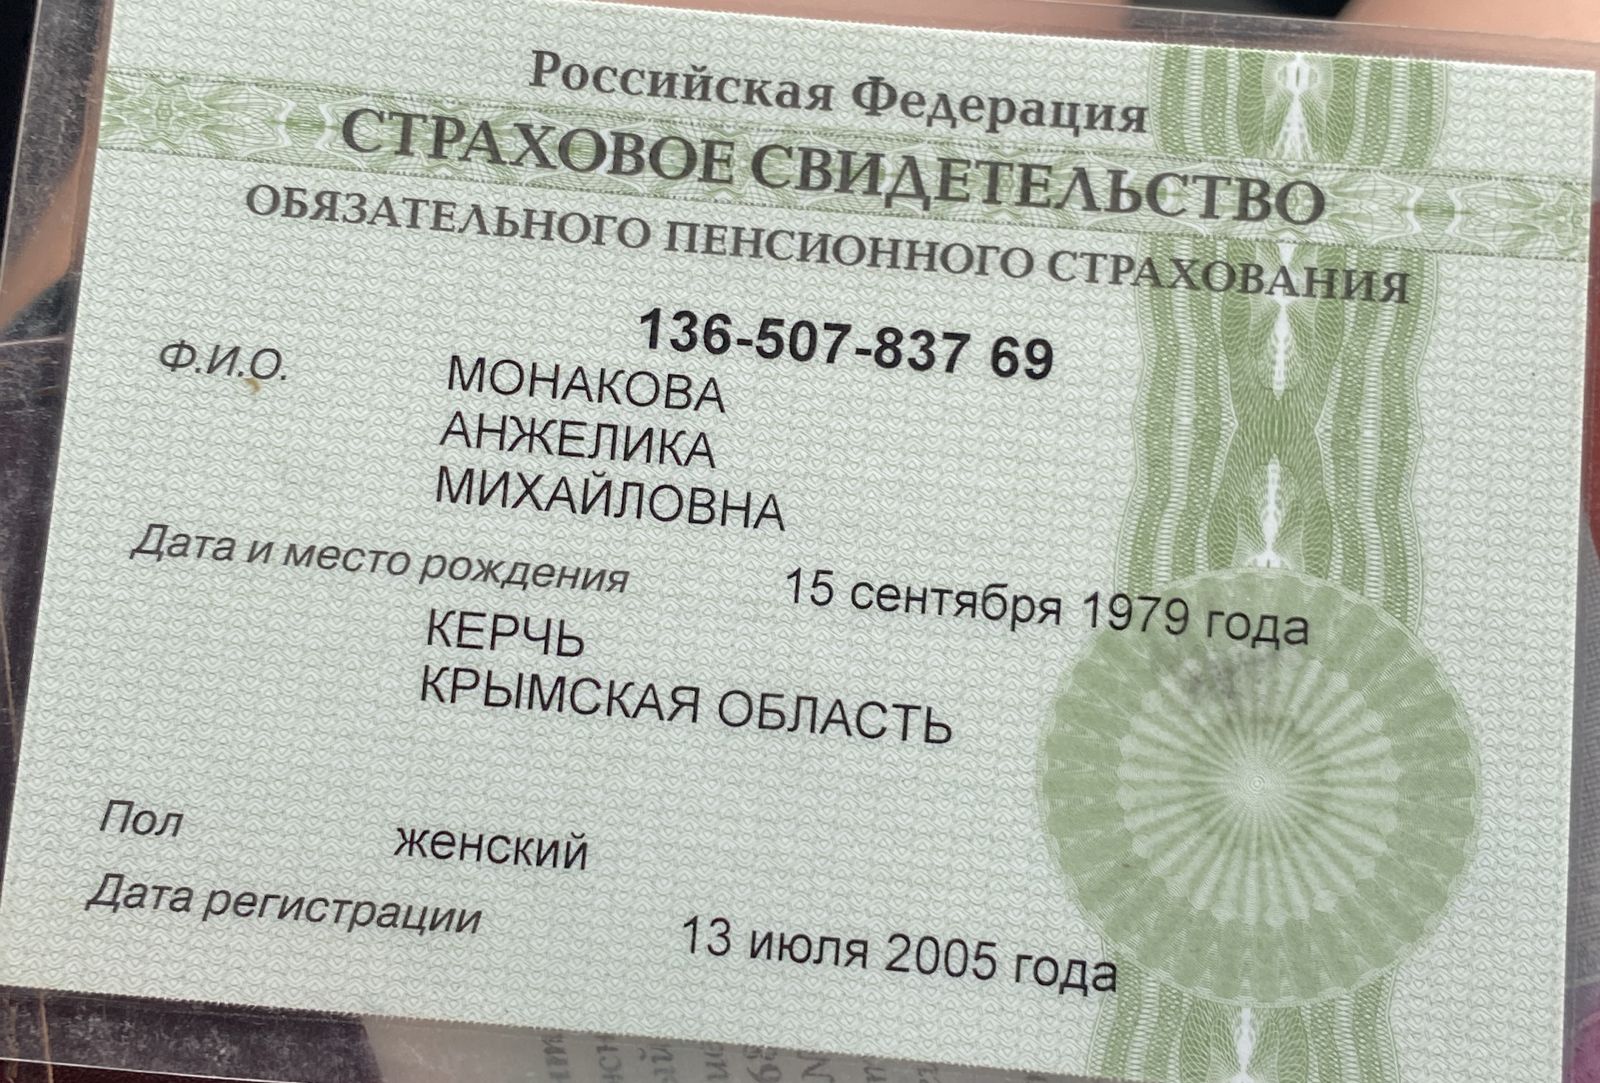 Российская Федерация
СТРАХОВОЕ СВИДЕТЕЛЬСТВО
ОБЯЗАТЕЛЬНОГО ПЕНСИОННОГО СТРАХОВАНИЯ
136-507-837 69
Ф.И.О. МОНАКОВА
АНЖЕЛИКА
МИХАЙЛОВНА
Дата и место рождения 15 сентября 1979 года
КЕРЧЬ
КРЫМСКАЯ ОБЛАСТЬ
Пол женский
Дата регистрации 13 июля 2005 года